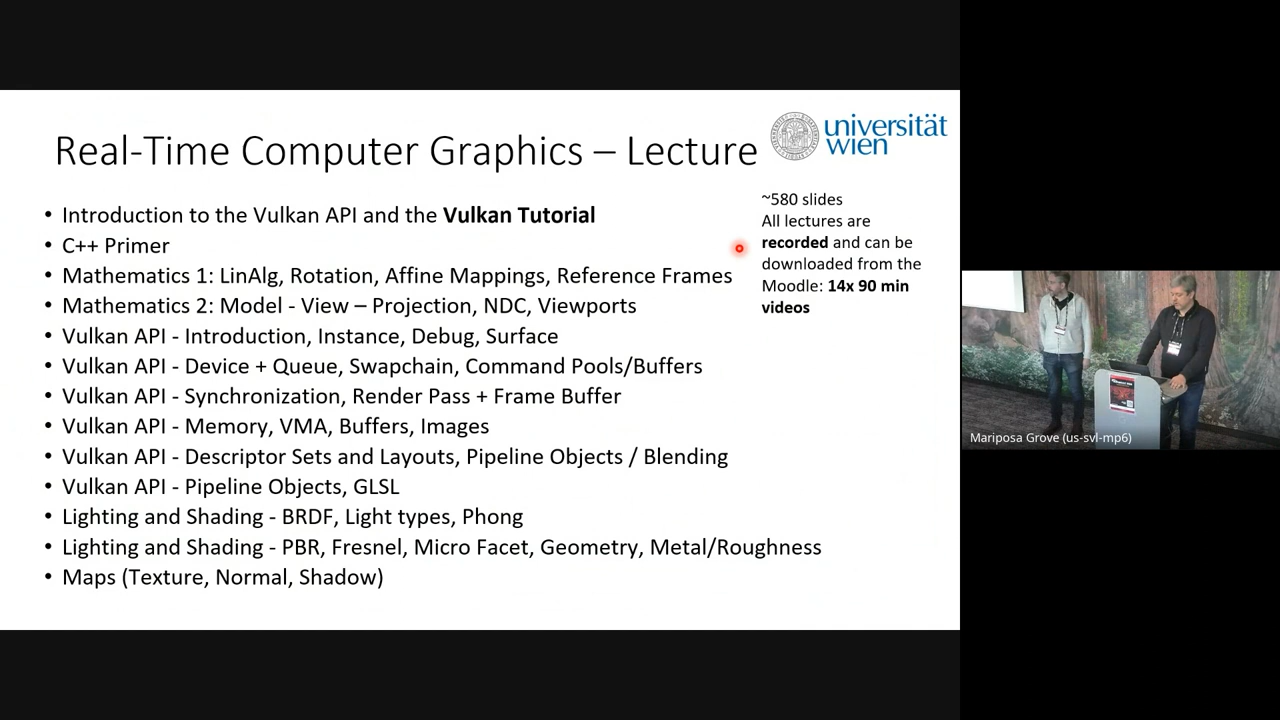 Real-Time Computer Graphics – Lecture
universität
wien
• Introduction to the Vulkan API and the Vulkan Tutorial
• C++ Primer
• Mathematics 1: LinAlg, Rotation, Affine Mappings, Reference Frames
• Mathematics 2: Model - View – Projection, NDC, Viewports
• Vulkan API - Introduction, Instance, Debug, Surface
• Vulkan API - Device + Queue, Swapchain, Command Pools/Buffers
• Vulkan API - Synchronization, Render Pass + Frame Buffer
• Vulkan API - Memory, VMA, Buffers, Images
• Vulkan API - Descriptor Sets and Layouts, Pipeline Objects / Blending
• Vulkan API - Pipeline Objects, GLSL
• Lighting and Shading - BRDF, Light types, Phong
• Lighting and Shading - PBR, Fresnel, Micro Facet, Geometry, Metal/Roughness
• Maps (Texture, Normal, Shadow)
~580 slides
All lectures are
recorded and can be
downloaded from the
Moodle: 14x 90 min
videos
Mariposa Grove (us-svl-mp6)